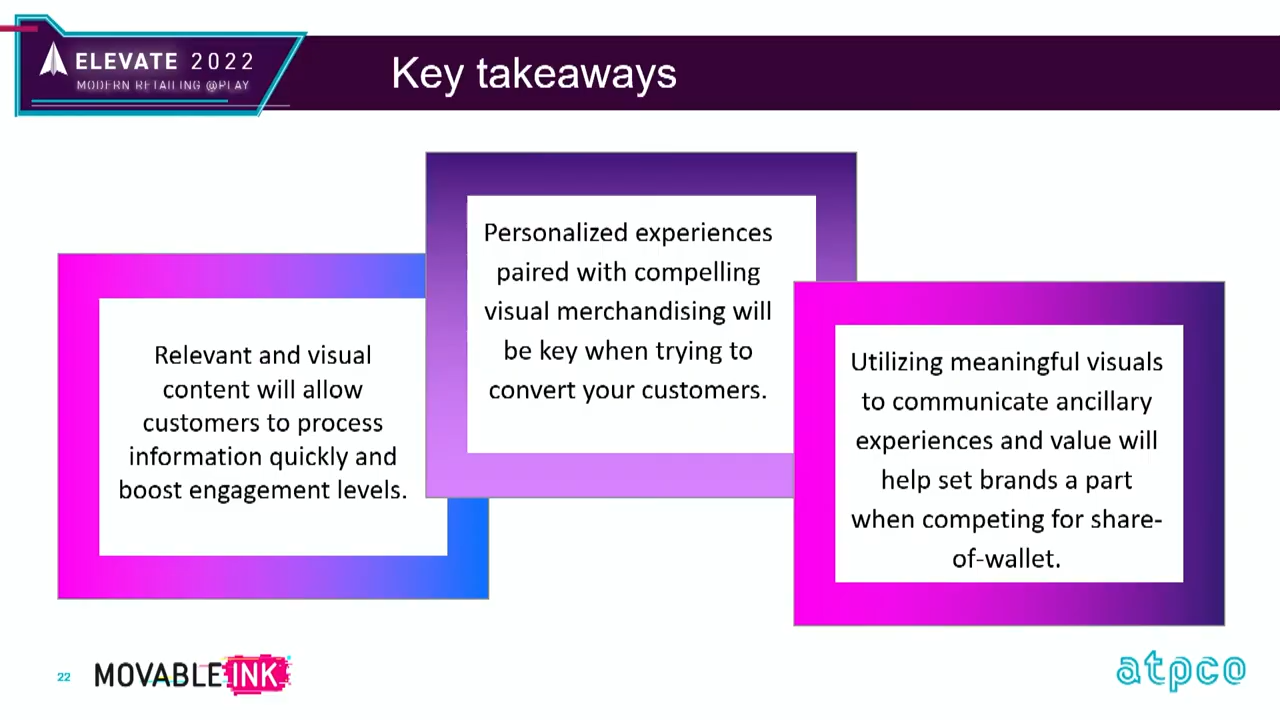 ELEVATE 2022
MODERN RETAILING @PLAY
Key takeaways
Relevant and visual
content will allow
customers to process
information quickly and
boost engagement levels.
Personalized experiences
paired with compelling
visual merchandising will
be key when trying to
convert your customers.
Utilizing meaningful visuals
to communicate ancillary
experiences and value will
help set brands a part
when competing for share-
of-wallet.
22
MOVABLE INK
atpco